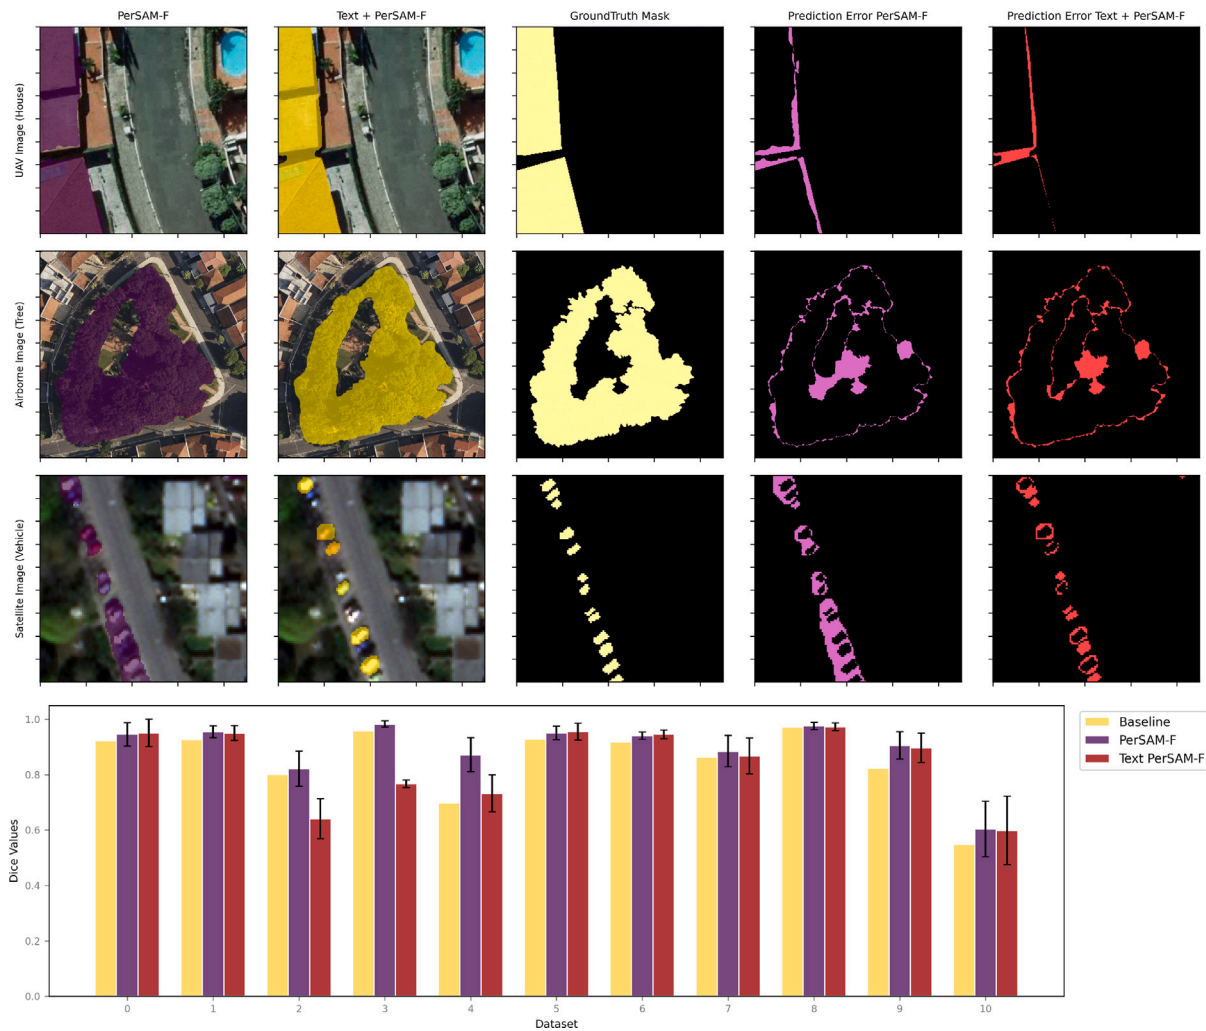 PerSAM-F
Text + PerSAM-F
GroundTruth Mask
Prediction Error PerSAM-F
Prediction Error Text + PerSAM-F
UAV Image (House)
Airborne Image (Tree)
Satellite Image (Vehicle)
Baseline
PerSAM-F
Text PerSAM-F
Dice Values
1.0
0.8
0.6
0.4
0.2
0.0
0 1 2 3 4 5 6 7 8 9 10
Dataset